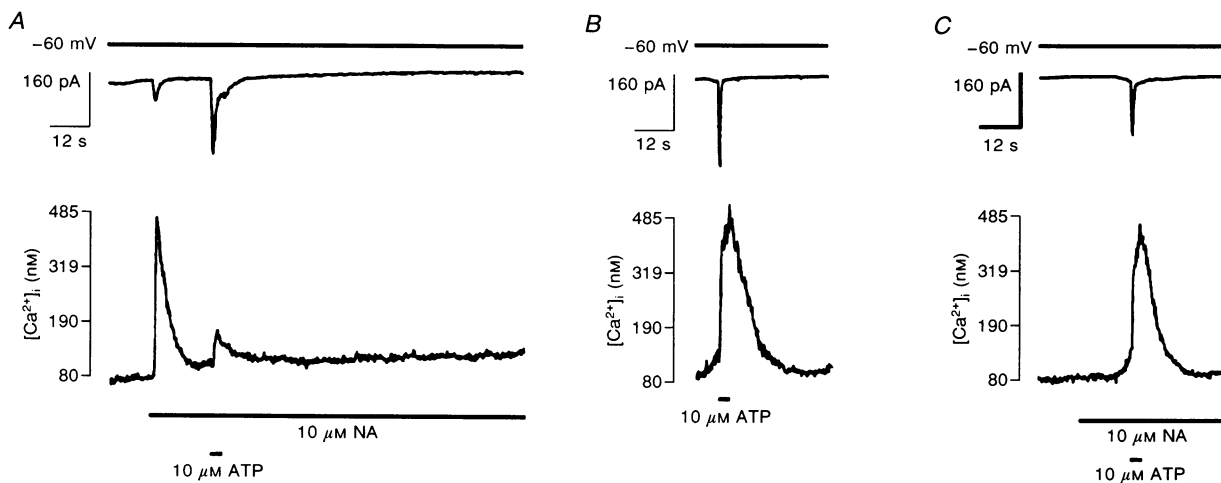 A
−60 mV
160 pA
12 s
[Ca²⁺]ᵢ (nM)
485
319
190
80
10 μM NA
10 μM ATP
B
−60 mV
160 pA
12 s
[Ca²⁺]ᵢ (nM)
485
319
190
80
10 μM ATP
C
−60 mV
160 pA
12 s
[Ca²⁺]ᵢ (nM)
485
319
190
80
10 μM NA
10 μM ATP